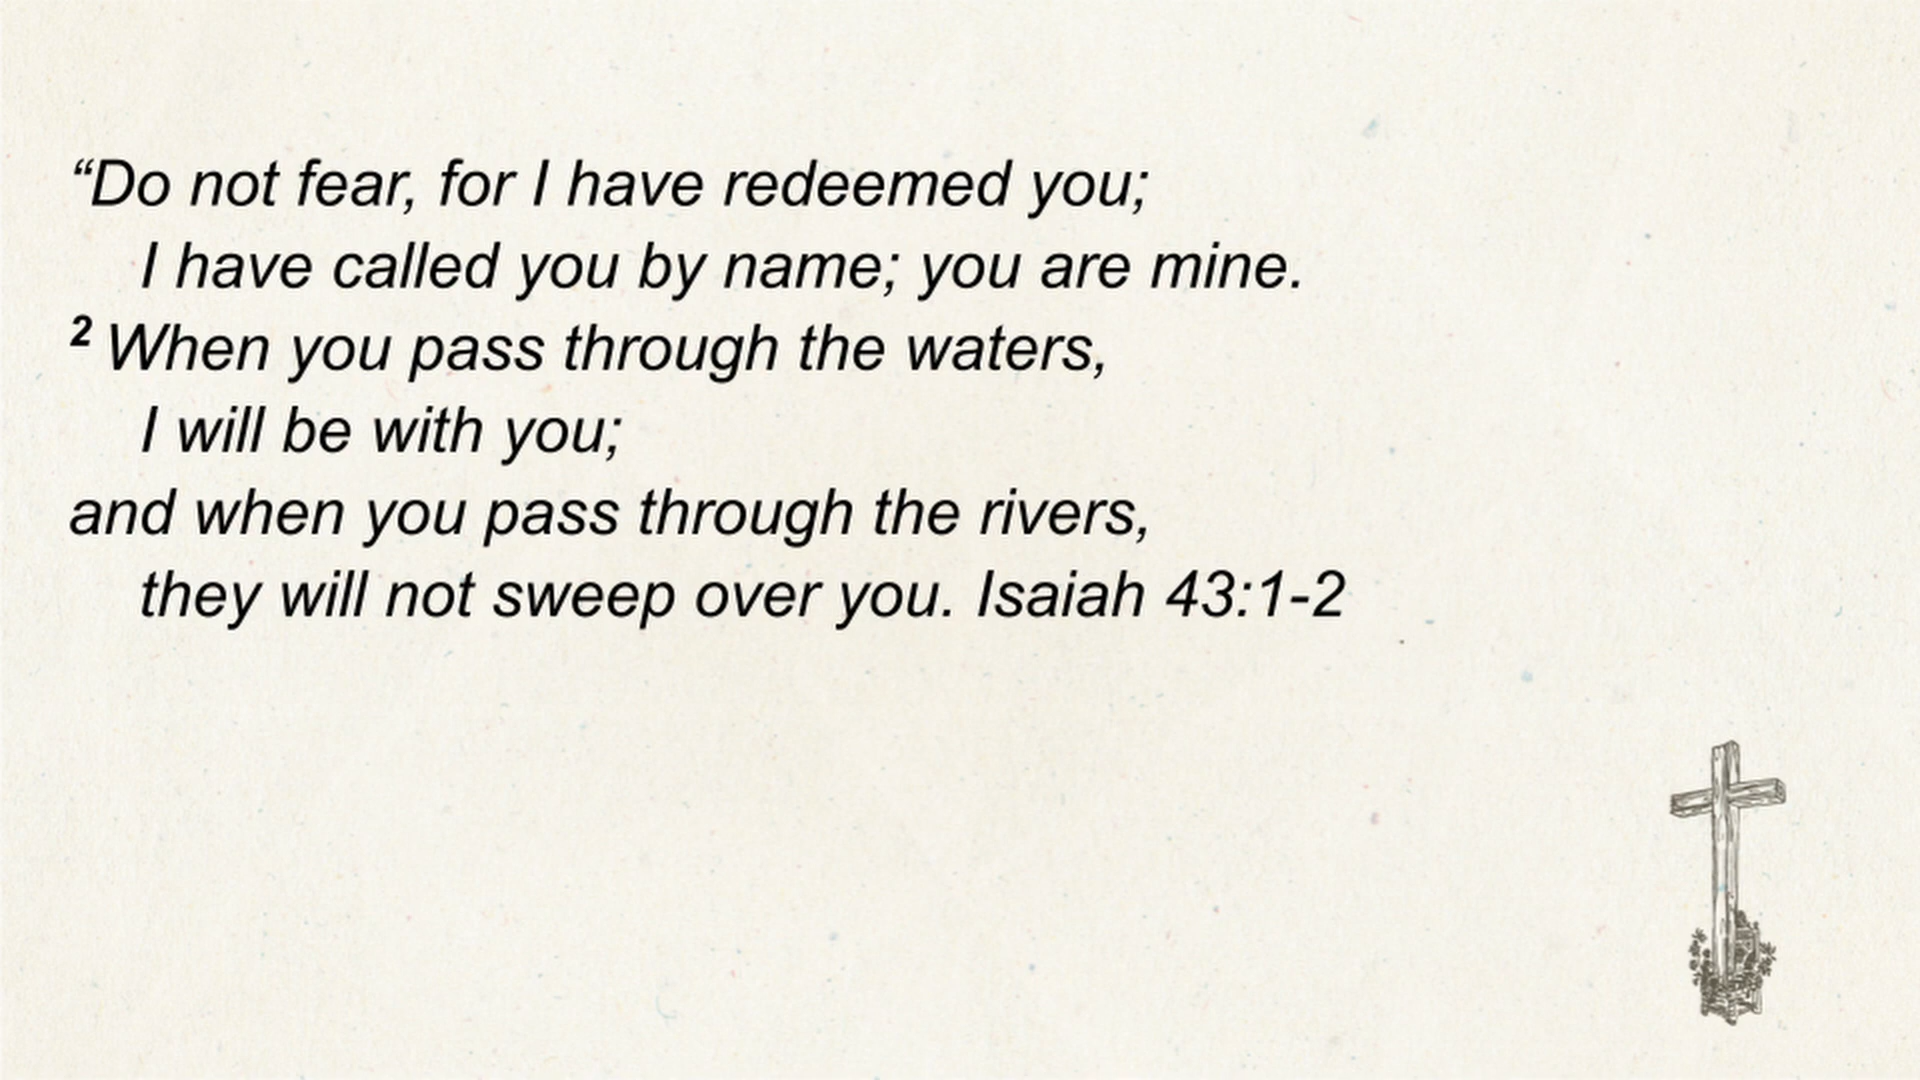 “Do not fear, for I have redeemed you;
I have called you by name; you are mine.
2 When you pass through the waters,
I will be with you;
and when you pass through the rivers,
they will not sweep over you. Isaiah 43:1-2